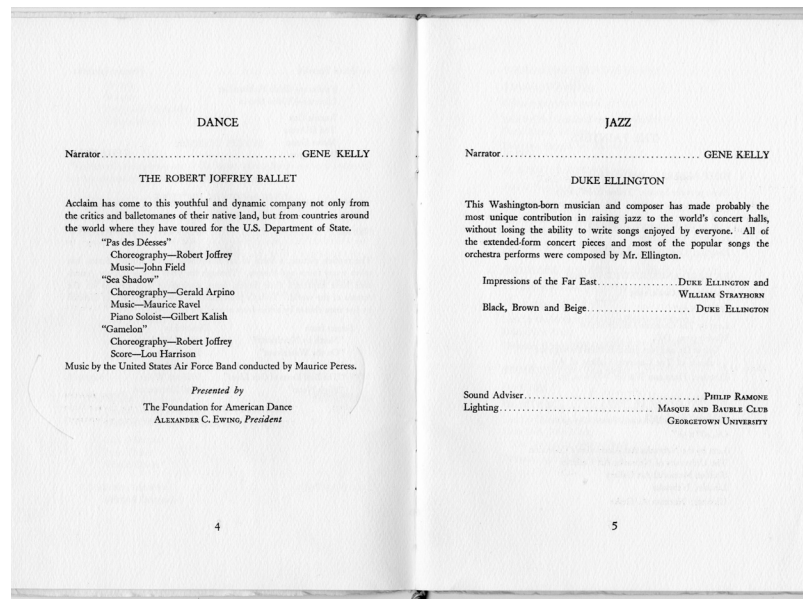 DANCE
Narrator........................................ GENE KELLY
THE ROBERT JOFFREY BALLET
Acclaim has come to this youthful and dynamic company not only from
the critics and balletomanes of their native land, but from countries around
the world where they have toured for the U.S. Department of State.
"Pas des Déesses"
Choreography—Robert Joffrey
Music—John Field
"Sea Shadow"
Choreography—Gerald Arpino
Music—Maurice Ravel
Piano Soloist—Gilbert Kalish
"Gamelon"
Choreography—Robert Joffrey
Score—Lou Harrison
Music by the United States Air Force Band conducted by Maurice Peress.
Presented by
The Foundation for American Dance
ALEXANDER C. EWING, President
4
JAZZ
Narrator......................................... GENE KELLY
DUKE ELLINGTON
This Washington-born musician and composer has made probably the
most unique contribution in raising jazz to the world's concert halls,
without losing the ability to write songs enjoyed by everyone. All of
the extended-form concert pieces and most of the popular songs the
orchestra performs were composed by Mr. Ellington.
Impressions of the Far East.................DUKE ELLINGTON and
WILLIAM STRAYHORN
Black, Brown and Beige...................... DUKE ELLINGTON
Sound Adviser..................................... PHILIP RAMONE
Lighting................................ MASQUE AND BAUBLE CLUB
GEORGETOWN UNIVERSITY
5